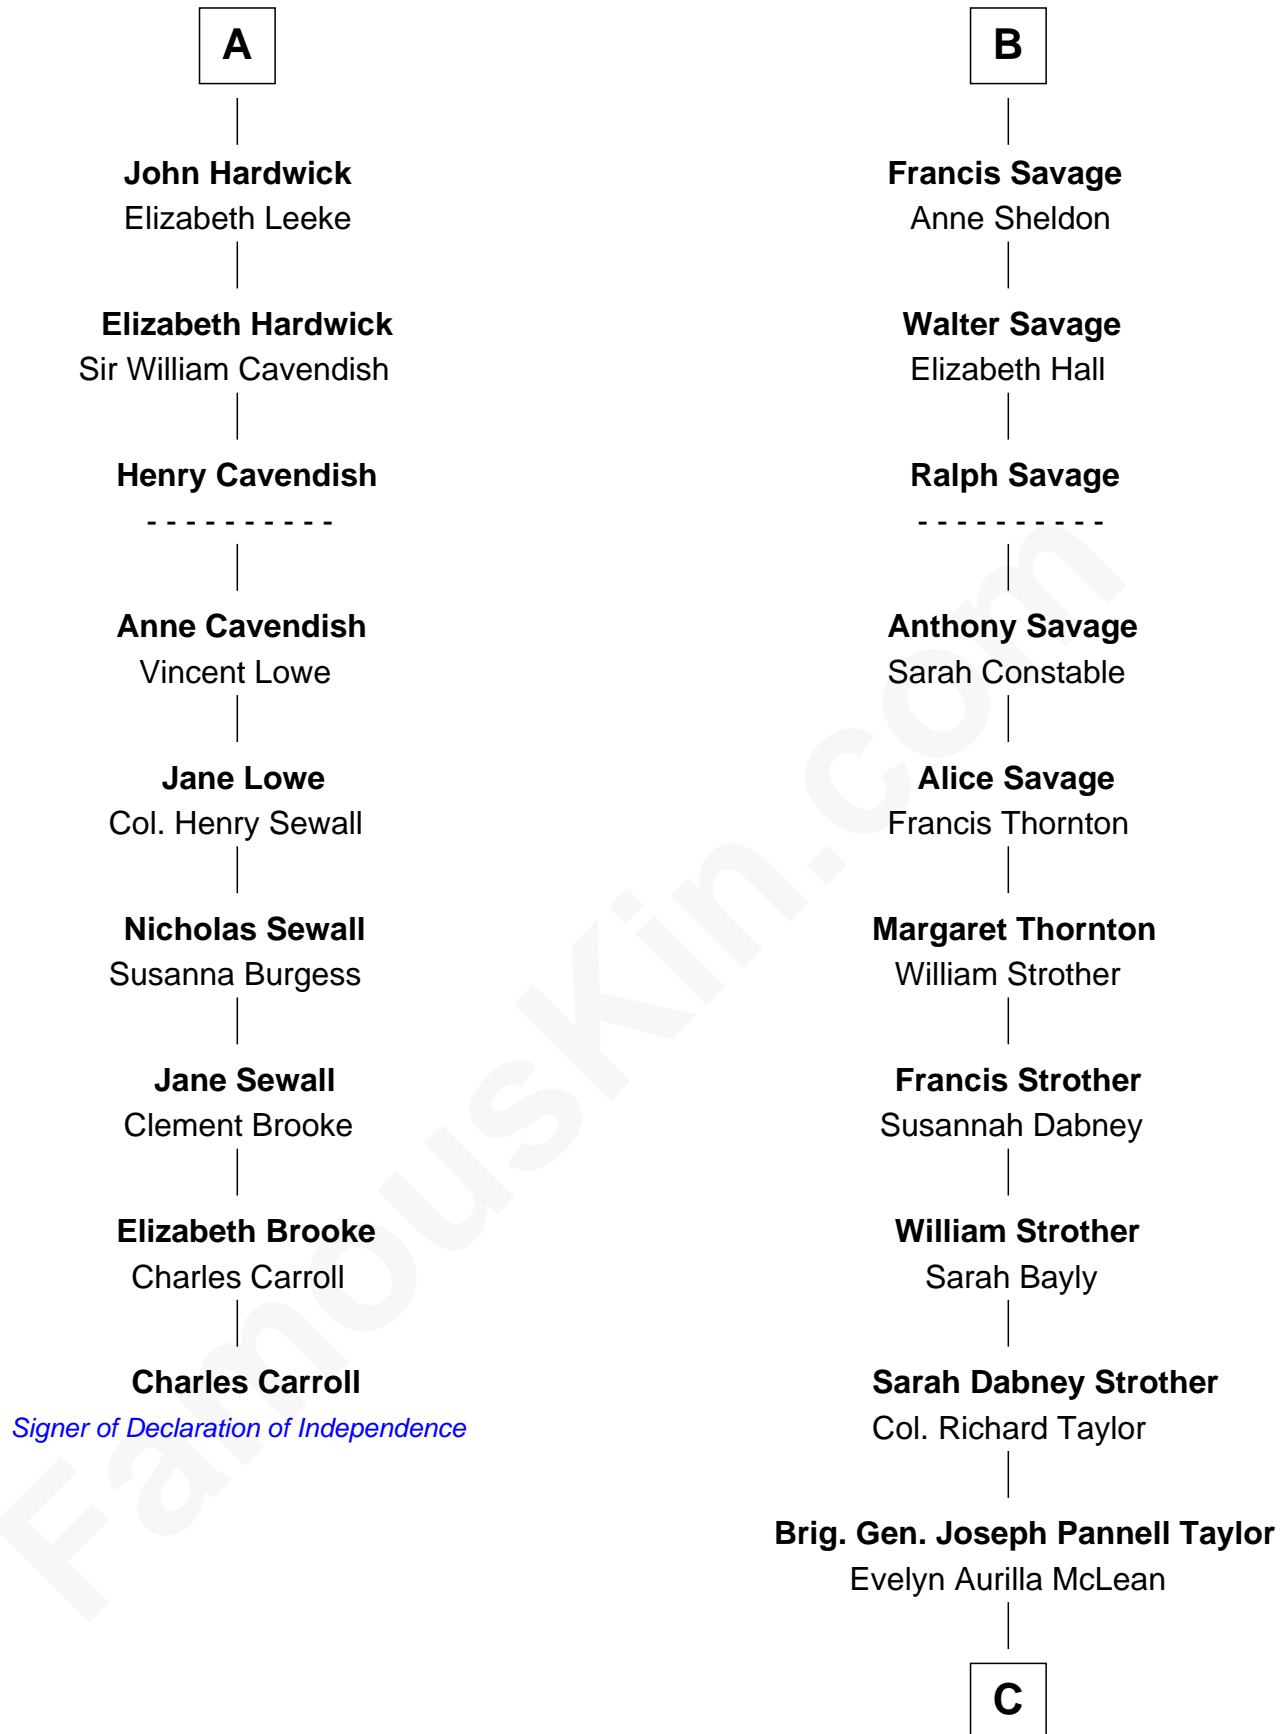 A
John Hardwick
Elizabeth Leeke
Elizabeth Hardwick
Sir William Cavendish
Henry Cavendish
- - - - - - - - - -
Anne Cavendish
Vincent Lowe
Jane Lowe
Col. Henry Sewall
Nicholas Sewall
Susanna Burgess
Jane Sewall
Clement Brooke
Elizabeth Brooke
Charles Carroll
Charles Carroll
Signer of Declaration of Independence
B
Francis Savage
Anne Sheldon
Walter Savage
Elizabeth Hall
Ralph Savage
- - - - - - - - - -
Anthony Savage
Sarah Constable
Alice Savage
Francis Thornton
Margaret Thornton
William Strother
Francis Strother
Susannah Dabney
William Strother
Sarah Bayly
Sarah Dabney Strother
Col. Richard Taylor
Brig. Gen. Joseph Pannell Taylor
Evelyn Aurilla McLean
C
FamousKin.com